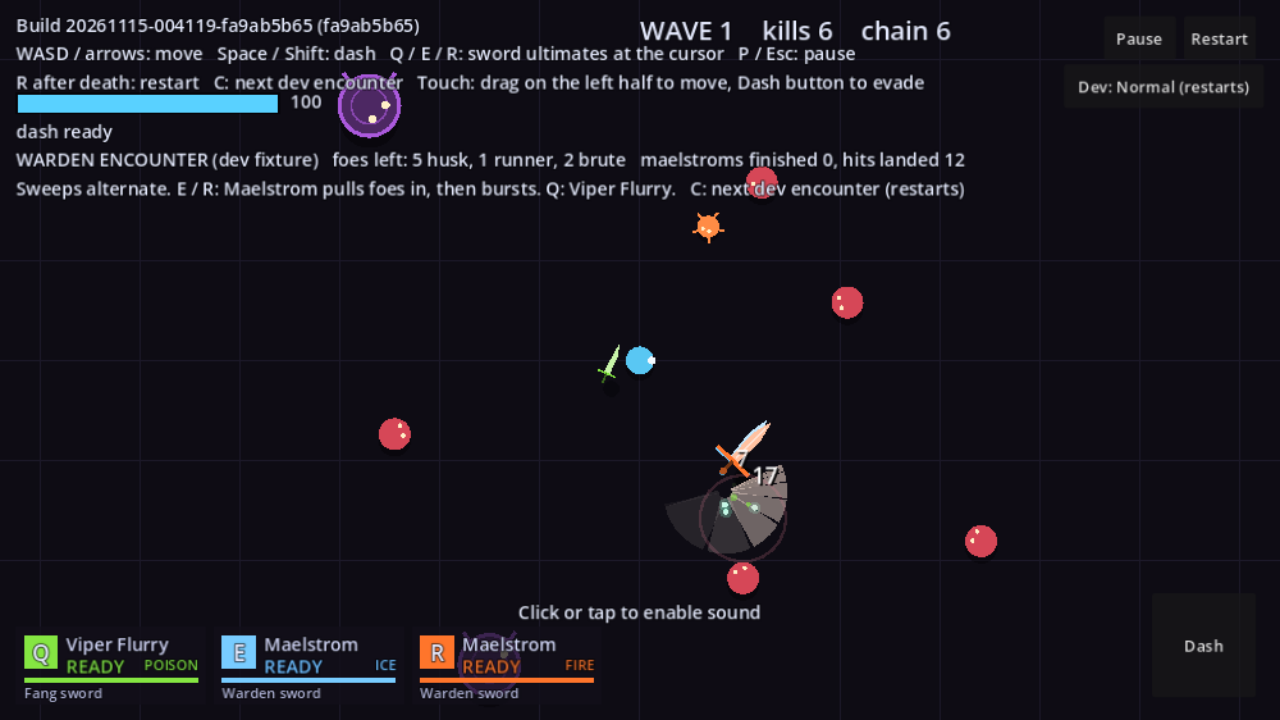 Build 20261115-004119-fa9ab5b65 (fa9ab5b65)
WAVE 1 kills 6 chain 6
Pause Restart
WASD / arrows: move Space / Shift: dash Q / E / R: sword ultimates at the cursor P / Esc: pause
R after death: restart C: next dev encounter Touch: drag on the left half to move, Dash button to evade
Dev: Normal (restarts)
100
dash ready
WARDEN ENCOUNTER (dev fixture) foes left: 5 husk, 1 runner, 2 brute maelstroms finished 0, hits landed 12
Sweeps alternate. E / R: Maelstrom pulls foes in, then bursts. Q: Viper Flurry. C: next dev encounter (restarts)
17
Click or tap to enable sound
Q Viper Flurry
READY POISON
Fang sword
E Maelstrom
READY ICE
Warden sword
R Maelstrom
READY FIRE
Warden sword
Dash